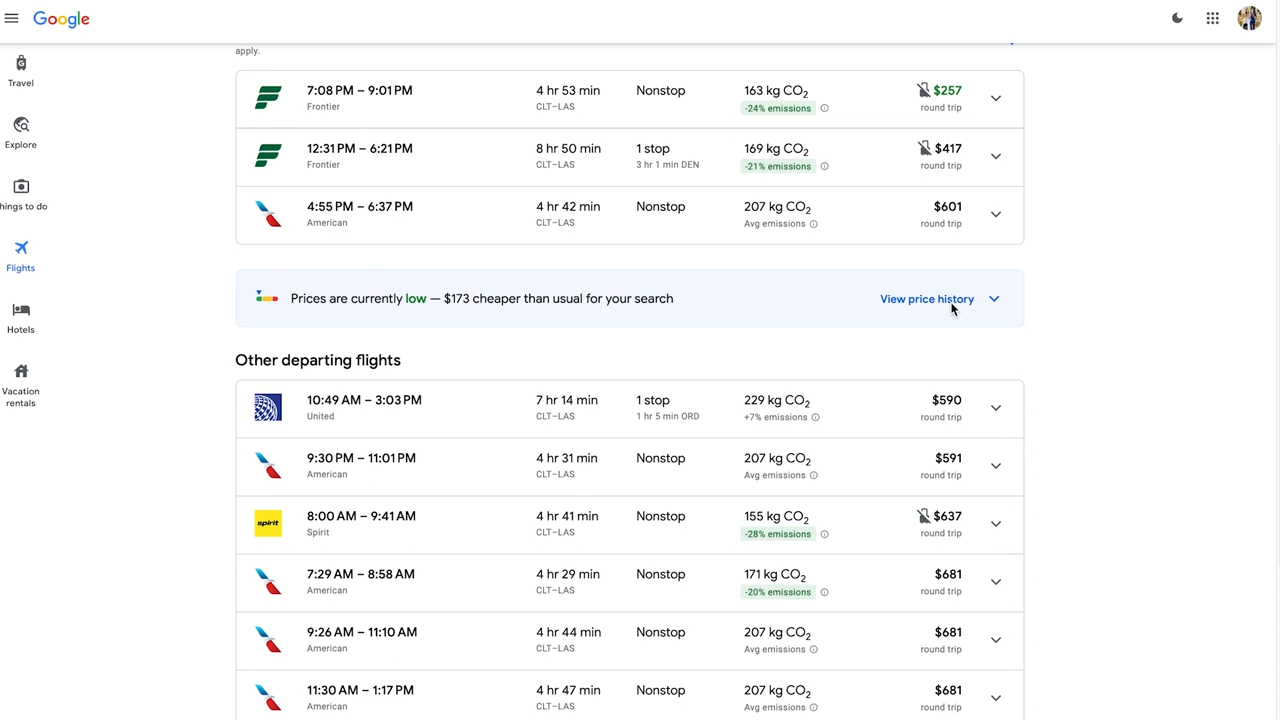 Google
apply.
Travel
Explore
hings to do
Flights
Hotels
Vacation
rentals
7:08 PM – 9:01 PM
Frontier
4 hr 53 min
CLT–LAS
Nonstop
163 kg CO2
-24% emissions
$257
round trip
12:31 PM – 6:21 PM
Frontier
8 hr 50 min
CLT–LAS
1 stop
3 hr 1 min DEN
169 kg CO2
-21% emissions
$417
round trip
4:55 PM – 6:37 PM
American
4 hr 42 min
CLT–LAS
Nonstop
207 kg CO2
Avg emissions
$601
round trip
Prices are currently low — $173 cheaper than usual for your search
View price history
Other departing flights
10:49 AM – 3:03 PM
United
7 hr 14 min
CLT–LAS
1 stop
1 hr 5 min ORD
229 kg CO2
+7% emissions
$590
round trip
9:30 PM – 11:01 PM
American
4 hr 31 min
CLT–LAS
Nonstop
207 kg CO2
Avg emissions
$591
round trip
spirit
8:00 AM – 9:41 AM
Spirit
4 hr 41 min
CLT–LAS
Nonstop
155 kg CO2
-28% emissions
$637
round trip
7:29 AM – 8:58 AM
American
4 hr 29 min
CLT–LAS
Nonstop
171 kg CO2
-20% emissions
$681
round trip
9:26 AM – 11:10 AM
American
4 hr 44 min
CLT–LAS
Nonstop
207 kg CO2
Avg emissions
$681
round trip
11:30 AM – 1:17 PM
American
4 hr 47 min
CLT–LAS
Nonstop
207 kg CO2
Avg emissions
$681
round trip